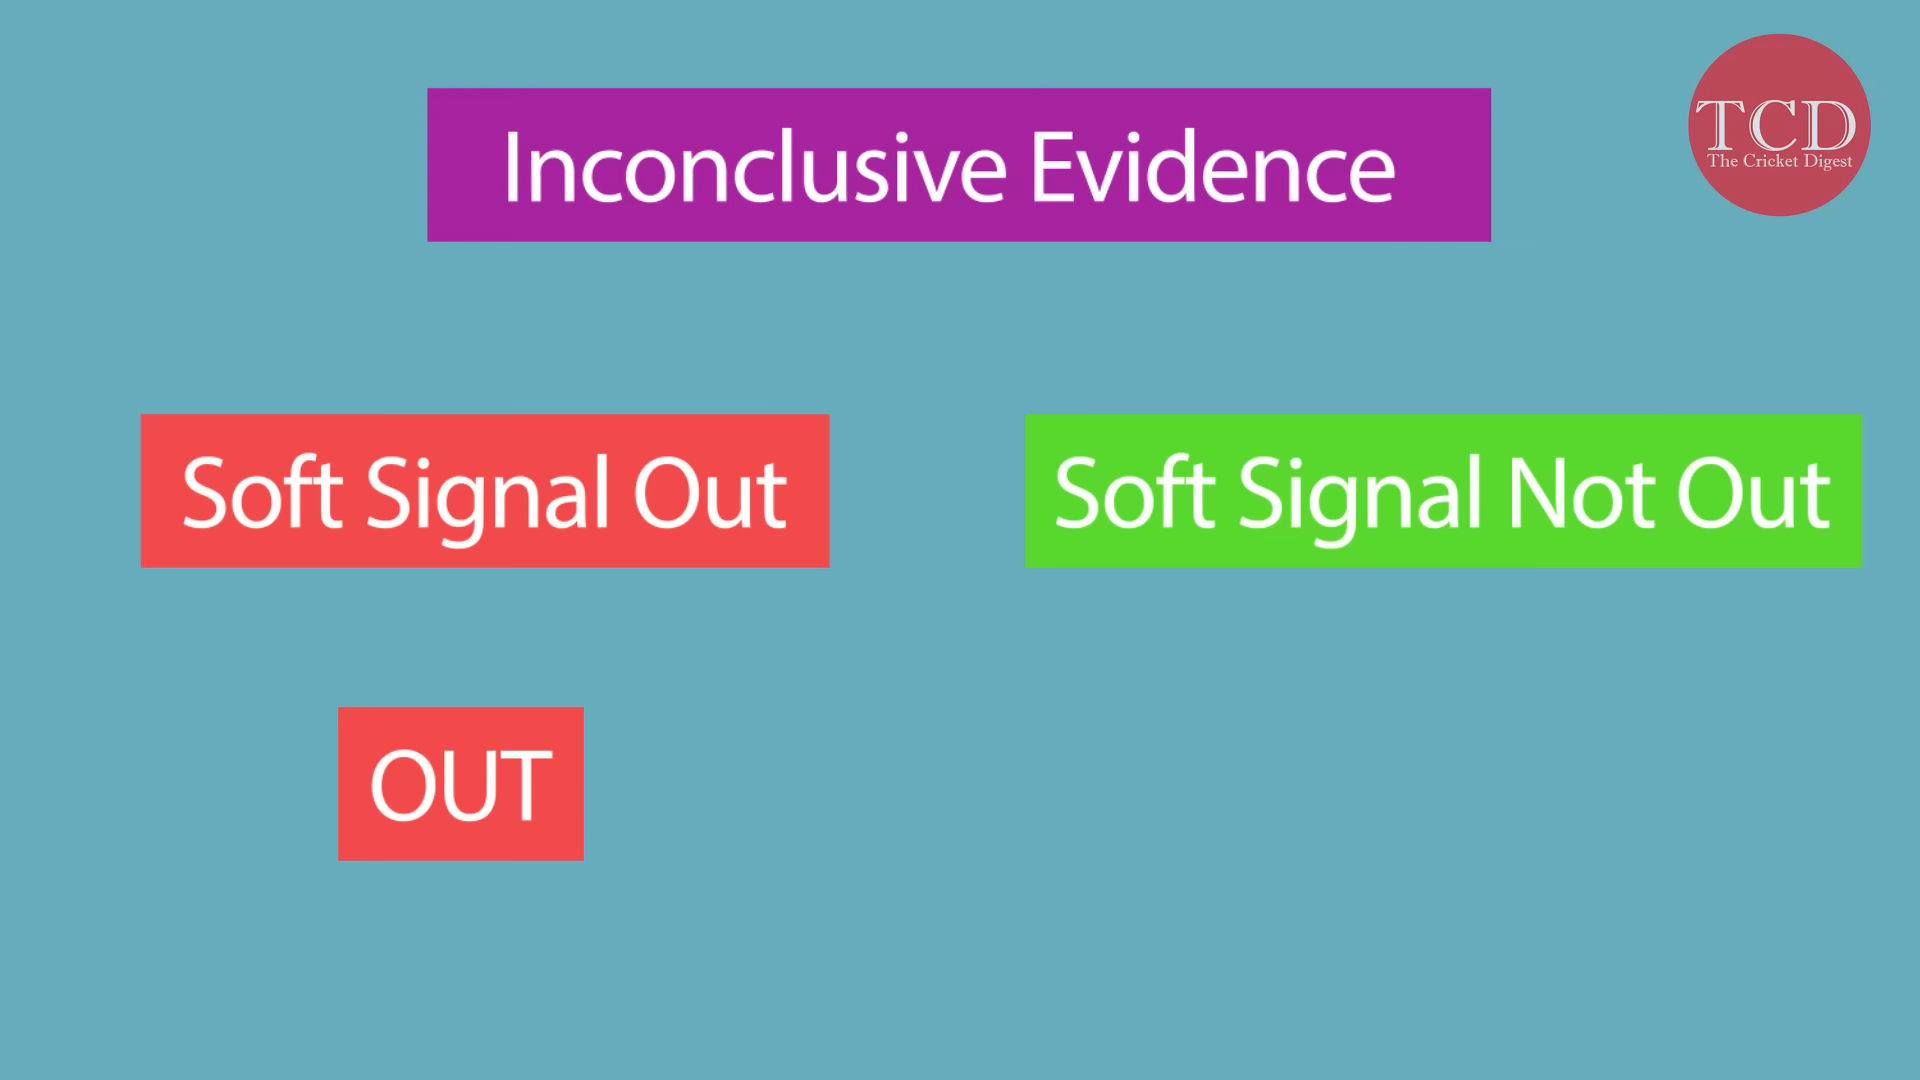 Inconclusive Evidence
TCD
The Cricket Digest
Soft Signal Out
Soft Signal Not Out
OUT